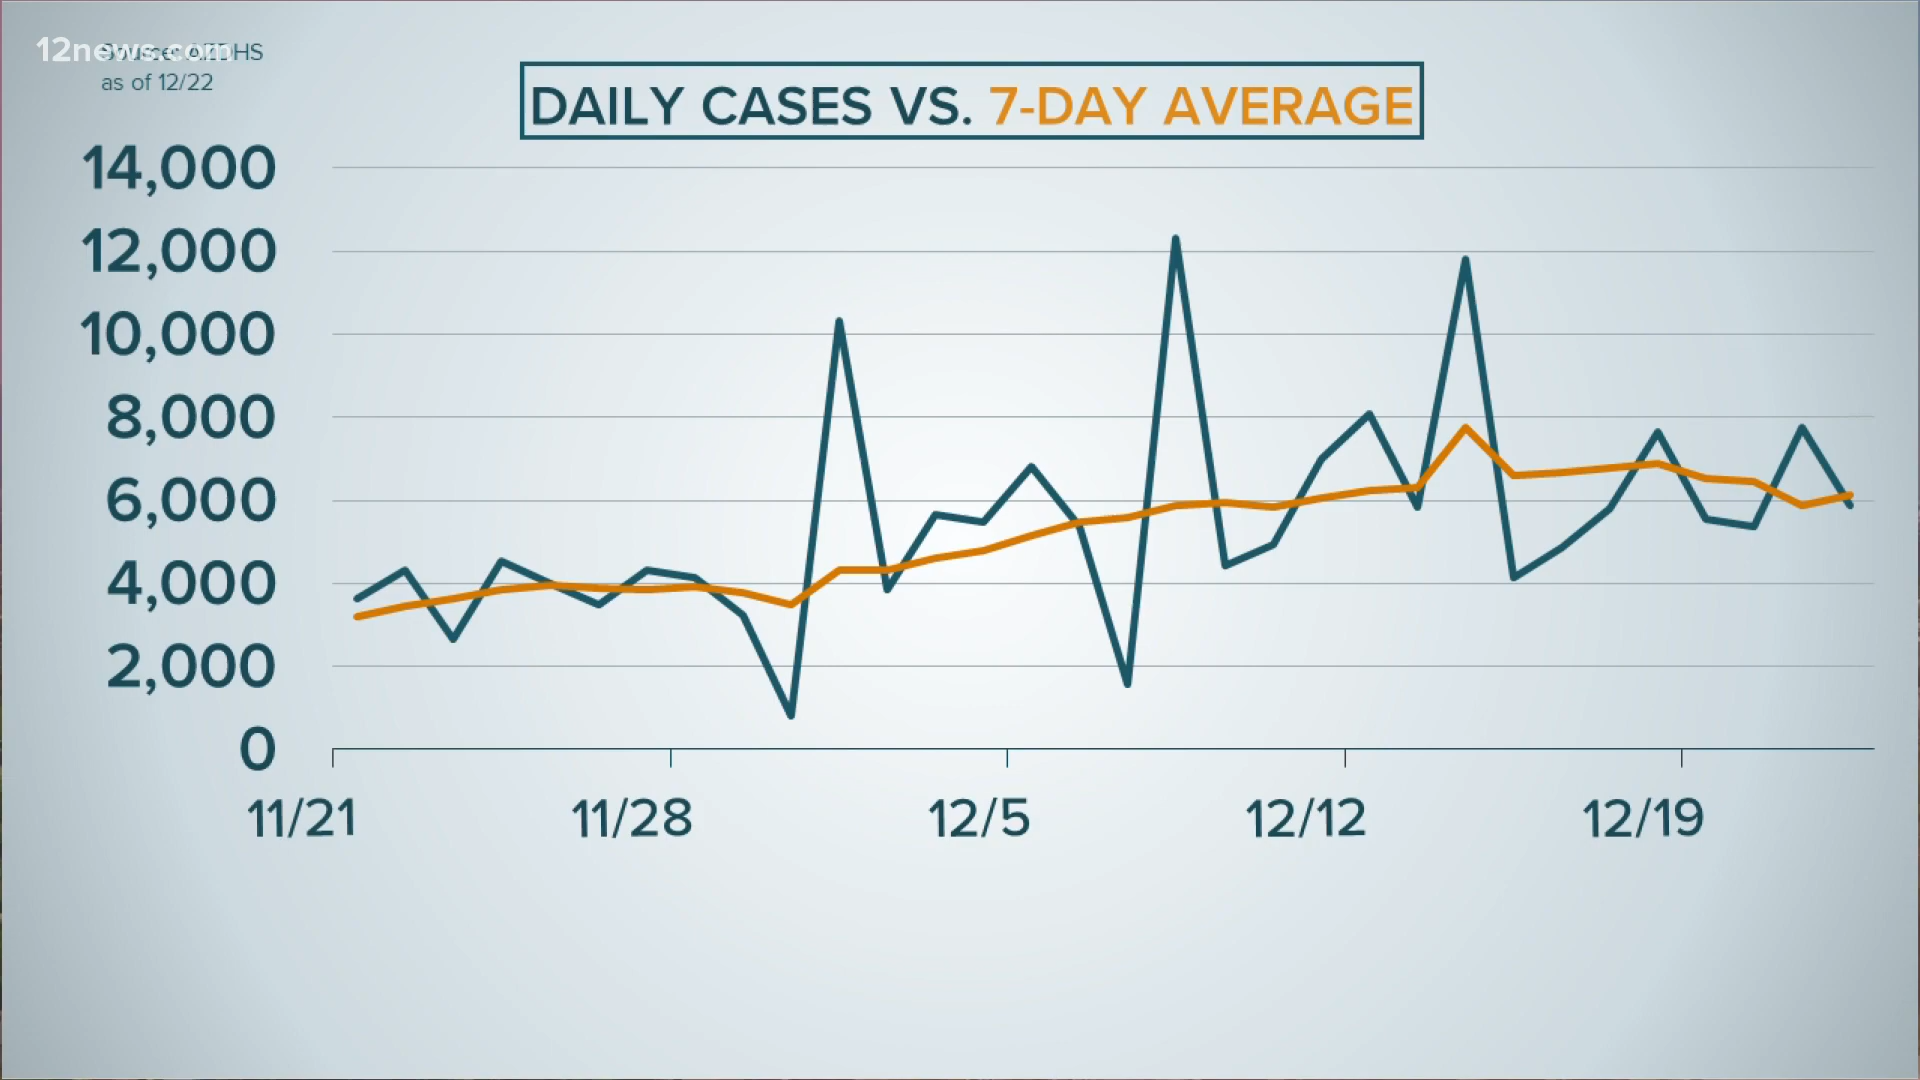 12news.com
as of 12/22
DAILY CASES VS. 7-DAY AVERAGE
14,000
12,000
10,000
8,000
6,000
4,000
2,000
0
11/21 11/28 12/5 12/12 12/19